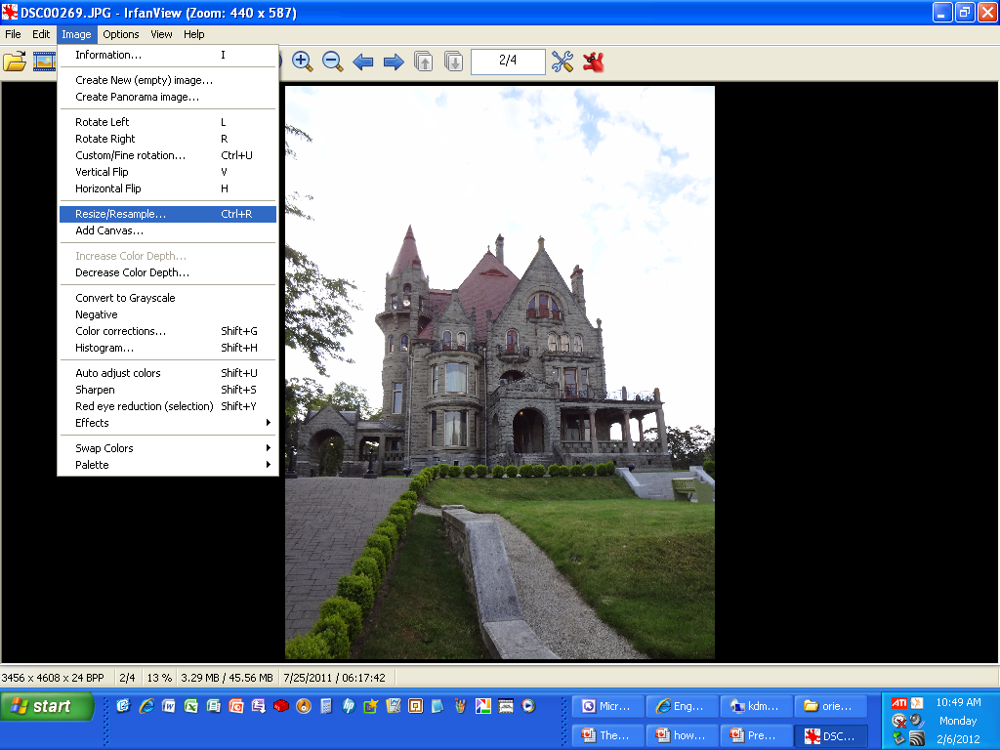 DSC00269.JPG - IrfanView (Zoom: 440 x 587)
File Edit Image Options View Help
2/4
Information... I
Create New (empty) image...
Create Panorama image...
Rotate Left L
Rotate Right R
Custom/Fine rotation... Ctrl+U
Vertical Flip V
Horizontal Flip H
Resize/Resample... Ctrl+R
Add Canvas...
Increase Color Depth...
Decrease Color Depth...
Convert to Grayscale
Negative
Color corrections... Shift+G
Histogram... Shift+H
Auto adjust colors Shift+U
Sharpen Shift+S
Red eye reduction (selection) Shift+Y
Effects
Swap Colors
Palette
3456 x 4608 x 24 BPP 2/4 13 % 3.29 MB / 45.56 MB 7/25/2011 / 06:17:42
start Micr... Eng... kdm... orie... ATI 10:49 AM
Monday
The... how... Pre... DSC... 2/6/2012